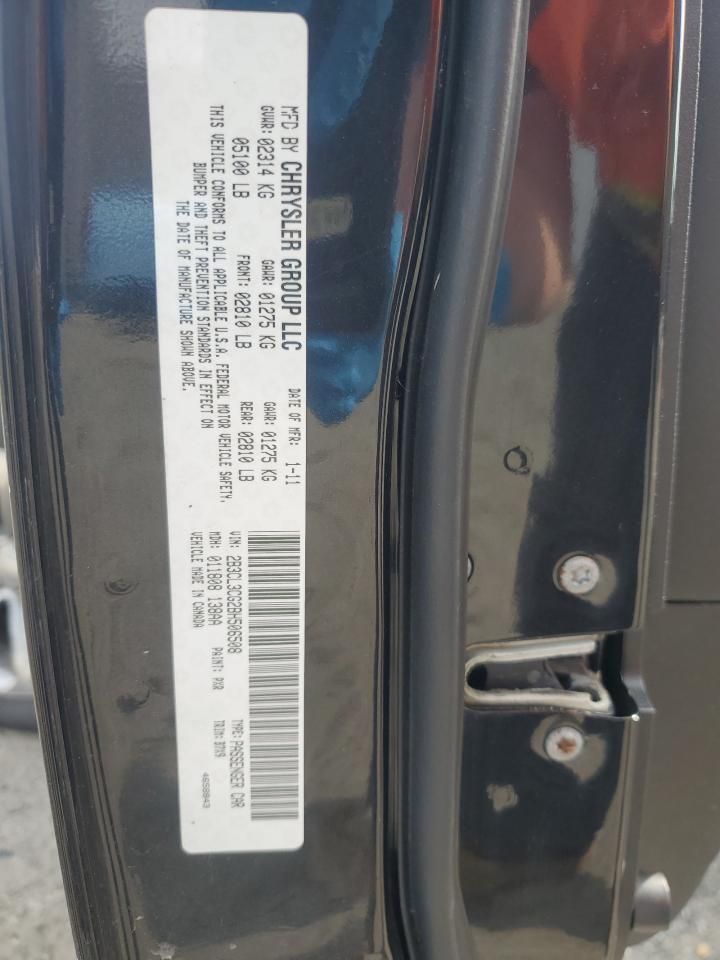 MFD BY CHRYSLER GROUP LLC
DATE OF MFR: 1-11
GVWR: 02314 KG
GAWR: 01275 KG
GAWR: 01275 KG
05100 LB
FRONT: 02810 LB
REAR: 02810 LB
THIS VEHICLE CONFORMS TO ALL APPLICABLE U.S.A. FEDERAL MOTOR VEHICLE SAFETY,
BUMPER AND THEFT PREVENTION STANDARDS IN EFFECT ON
THE DATE OF MANUFACTURE SHOWN ABOVE.
VIN: 2B3CL3CG2BH506508
TYPE: PASSENGER CAR
MDH: 011808 138AA
PAINT: PXR
TRIM: B7X9
VEHICLE MADE IN CANADA
4658943